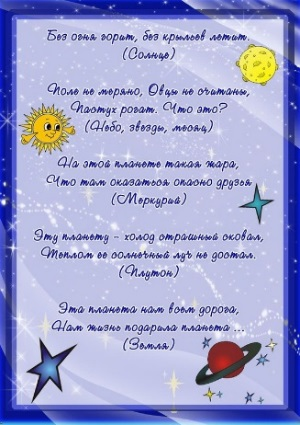 Без огня горит, без крыльев летит.
(Солнце)
Поле не меряно, Овцы не считаны,
Пастух рогат. Что это?
(Небо, звезды, месяц)
На этой планете такая жара,
Что там оказаться опасно друзья
(Меркурий)
Эту планету - холод страшный сковал,
Теплом ее солнечный луч не достал.
(Плутон)
Эта планета нам всем дорога,
Нам жизнь подарила планета ...
(Земля)